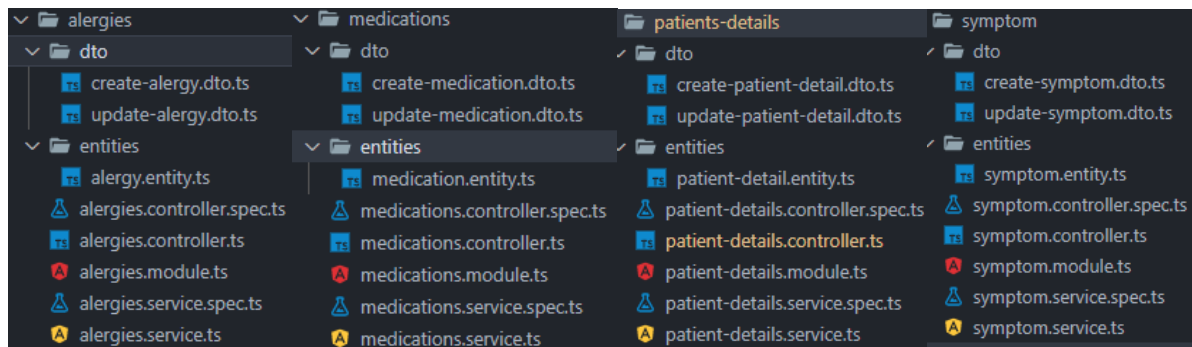 alergies
dto
create-alergy.dto.ts
update-alergy.dto.ts
entities
alergy.entity.ts
alergies.controller.spec.ts
alergies.controller.ts
alergies.module.ts
alergies.service.spec.ts
alergies.service.ts
medications
dto
create-medication.dto.ts
update-medication.dto.ts
entities
medication.entity.ts
medications.controller.spec.ts
medications.controller.ts
medications.module.ts
medications.service.spec.ts
medications.service.ts
patients-details
dto
create-patient-detail.dto.ts
update-patient-detail.dto.ts
entities
patient-detail.entity.ts
patient-details.controller.spec.ts
patient-details.controller.ts
patient-details.module.ts
patient-details.service.spec.ts
patient-details.service.ts
symptom
dto
create-symptom.dto.ts
update-symptom.dto.ts
entities
symptom.entity.ts
symptom.controller.spec.ts
symptom.controller.ts
symptom.module.ts
symptom.service.spec.ts
symptom.service.ts